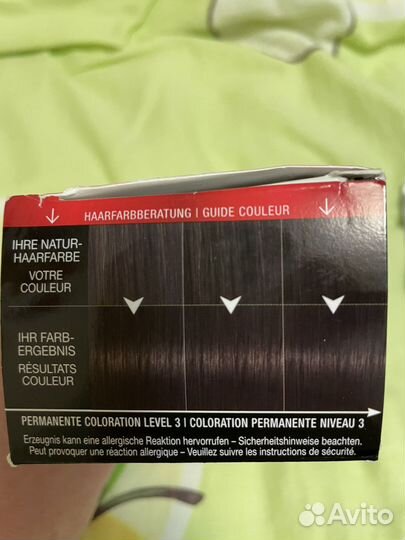 HAARFARBBERATUNG | GUIDE COULEUR
IHRE NATUR-
HAARFARBE
VOTRE
COULEUR
IHR FARB-
ERGEBNIS
RÉSULTATS
COULEUR
PERMANENTE COLORATION LEVEL 3 | COLORATION PERMANENTE NIVEAU 3
Erzeugnis kann eine allergische Reaktion hervorrufen – Sicherheitshinweise beachten.
Peut provoquer une réaction allergique – Veuillez suivre les instructions de sécurité.
Avito